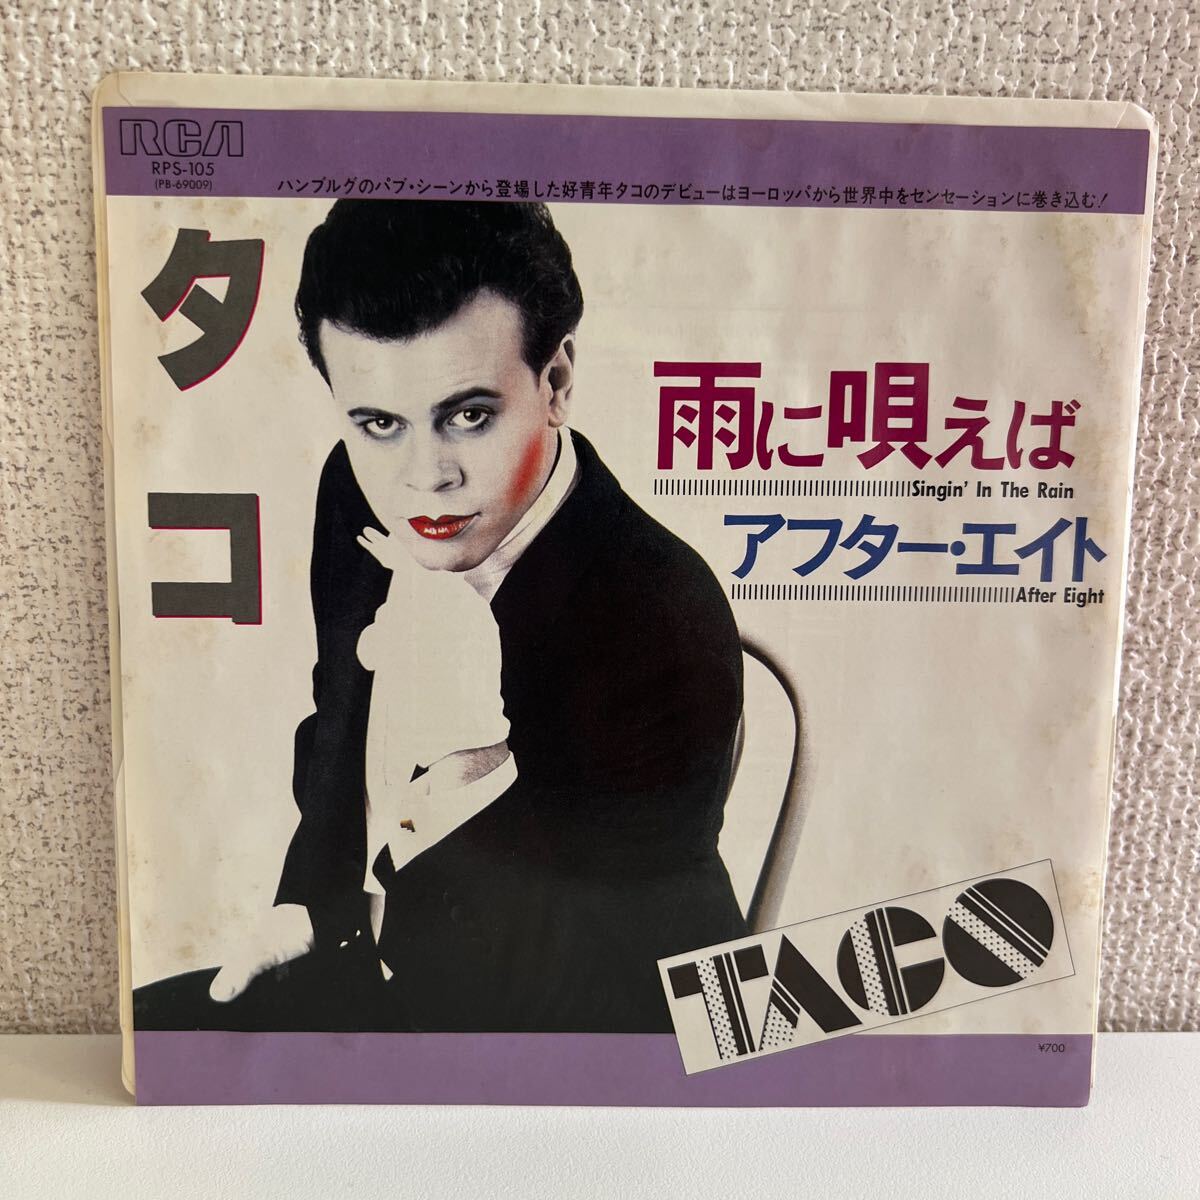 RCA
RPS-105
(PB-69009)
ハンブルグのパブ・シーンから登場した好青年タコのデビューはヨーロッパから世界中をセンセーションに巻き込む!
タコ
雨に唄えば
Singin' In The Rain
アフター・エイト
After Eight
TACO
¥700